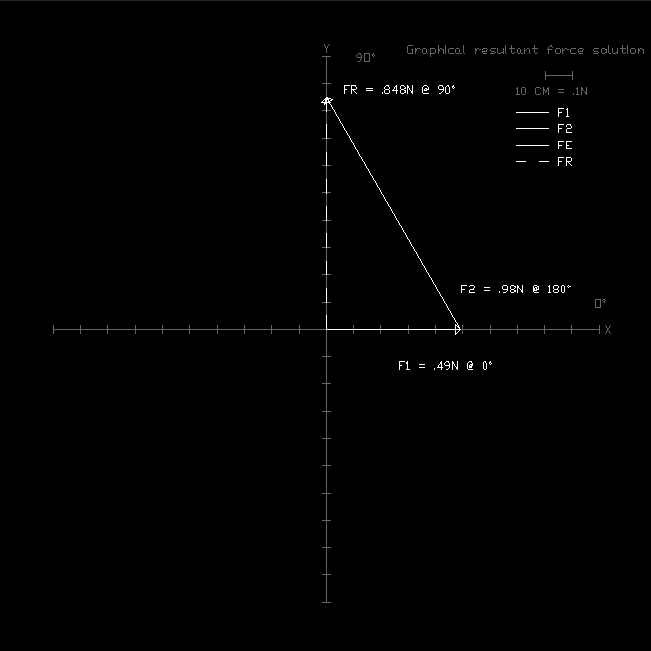 Graphical resultant force solution
Y
90°
10 CM = .1N
FR = .848N @ 90°
F1
F2
FE
FR
F2 = .98N @ 180°
0°
X
F1 = .49N @ 0°